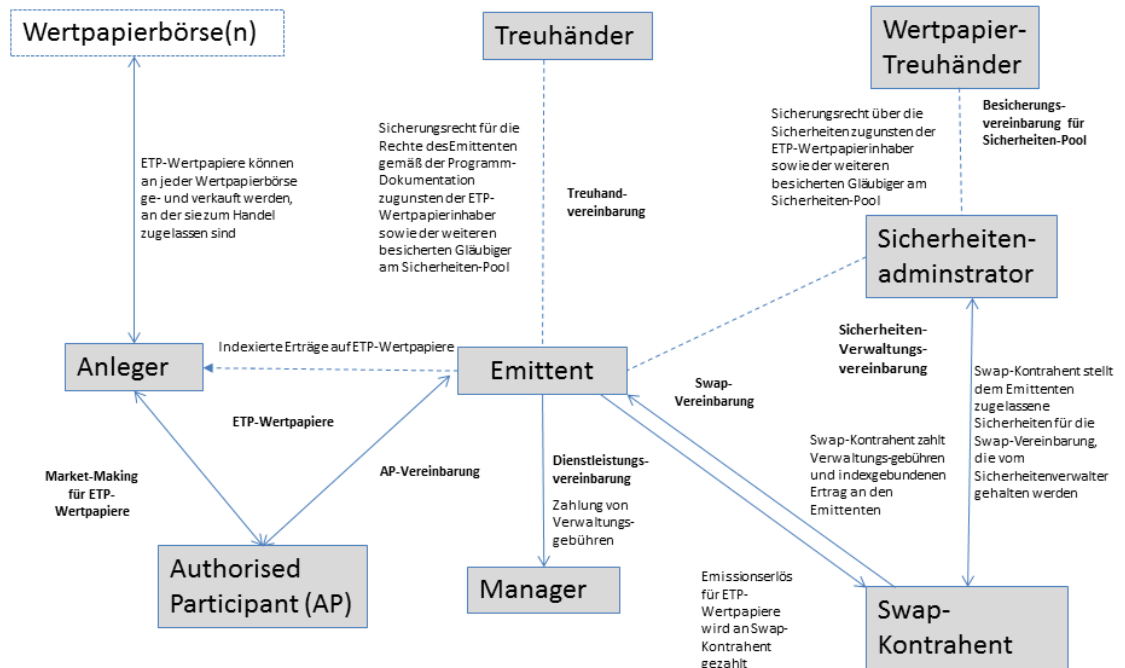 Wertpapierbörse(n)
Treuhänder
Wertpapier-
Treuhänder
ETP-Wertpapiere können
an jeder Wertpapierbörse
ge- und verkauft werden,
an der sie zum Handel
zugelassen sind
Sicherungsrecht für die
Rechte des Emittenten
gemäß der Programm-
Dokumentation
zugunsten der ETP-
Wertpapierinhaber
sowie der weiteren
besicherten Gläubiger
am Sicherheiten-Pool
Treuhand-
vereinbarung
Sicherungsrecht über die
Sicherheiten zugunsten der
ETP-Wertpapierinhaber
sowie der weiteren
besicherten Gläubiger am
Sicherheiten-Pool
Besicherungs-
vereinbarung für
Sicherheiten-Pool
Sicherheiten-
adminstrator
Anleger
Indexierte Erträge auf ETP-Wertpapiere
Emittent
Sicherheiten-
Verwaltungs-
vereinbarung
Swap-
Vereinbarung
Swap-Kontrahent stellt
dem Emittenten
zugelassene
Sicherheiten für die
Swap-Vereinbarung,
die vom
Sicherheitenverwalter
gehalten werden
ETP-Wertpapiere
Market-Making
für ETP-
Wertpapiere
AP-Vereinbarung
Dienstleistungs-
vereinbarung
Zahlung von
Verwaltungs-
gebühren
Swap-Kontrahent zahlt
Verwaltungs-gebühren
und indexgebundenen
Ertrag an den
Emittenten
Authorised
Participant (AP)
Manager
Emissionserlös
für ETP-
Wertpapiere
wird an Swap-
Kontrahent
gezahlt
Swap-
Kontrahent